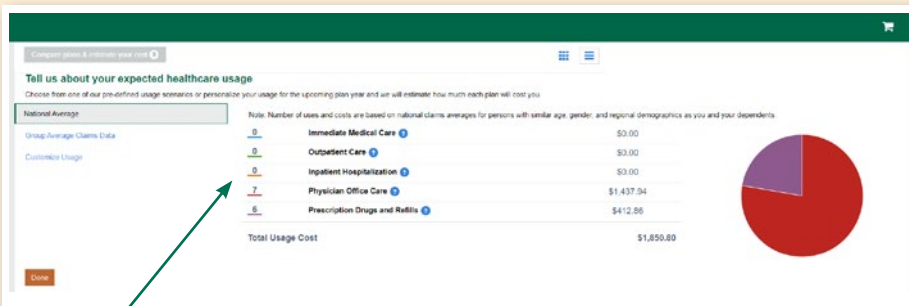 Compare plans & estimate your cost
Tell us about your expected healthcare usage
Choose from one of our pre-defined usage scenarios or personalize your usage for the upcoming plan year and we will estimate how much each plan will cost you.
National Average
Group Average Claims Data
Customize Usage
Note: Number of uses and costs are based on national claims averages for persons with similar age, gender, and regional demographics as you and your dependents
0 Immediate Medical Care ? $0.00
0 Outpatient Care ? $0.00
0 Inpatient Hospitalization ? $0.00
7 Physician Office Care ? $1,437.94
6 Prescription Drugs and Refills ? $412.86
Total Usage Cost $1,850.80
Done